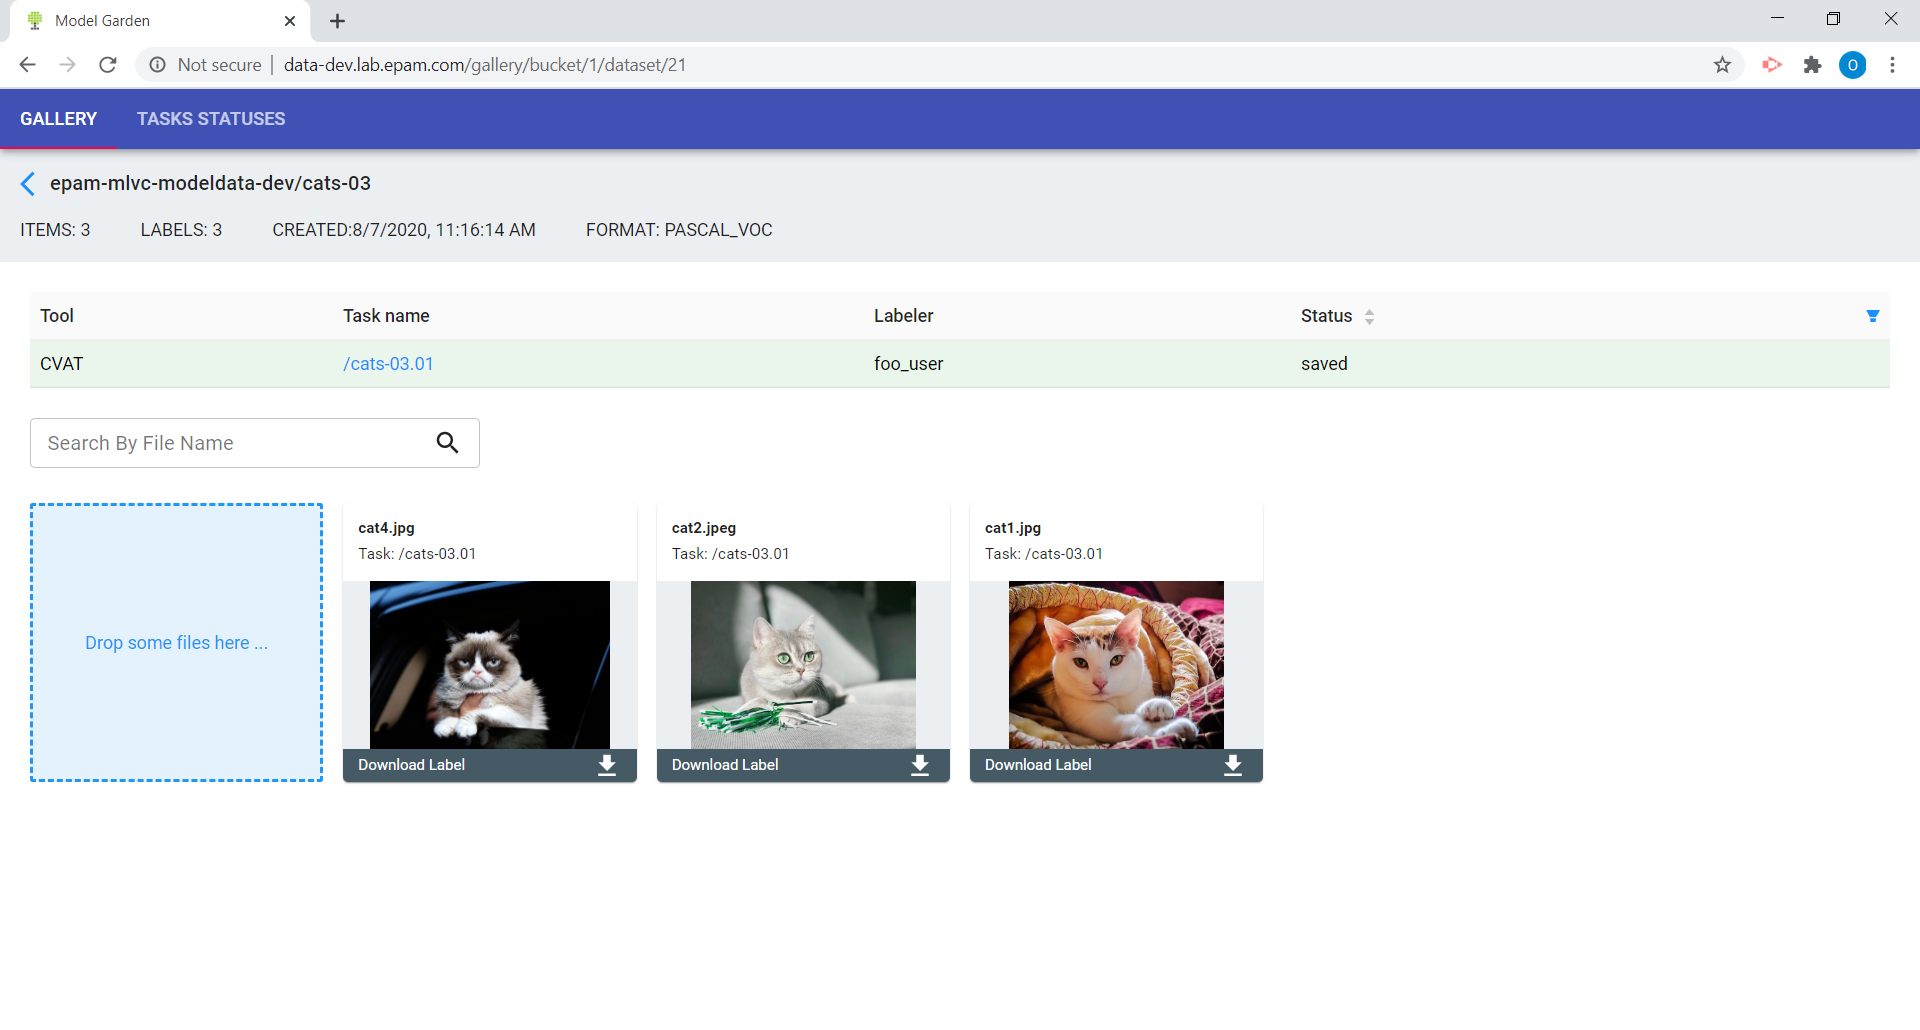 Model Garden
Not secure | data-dev.lab.epam.com/gallery/bucket/1/dataset/21
O
GALLERY TASKS STATUSES
epam-mlvc-modeldata-dev/cats-03
ITEMS: 3 LABELS: 3 CREATED:8/7/2020, 11:16:14 AM FORMAT: PASCAL_VOC
Tool Task name Labeler Status
CVAT /cats-03.01 foo_user saved
Search By File Name
Drop some files here ...
cat4.jpg
Task: /cats-03.01
Download Label
cat2.jpeg
Task: /cats-03.01
Download Label
cat1.jpg
Task: /cats-03.01
Download Label